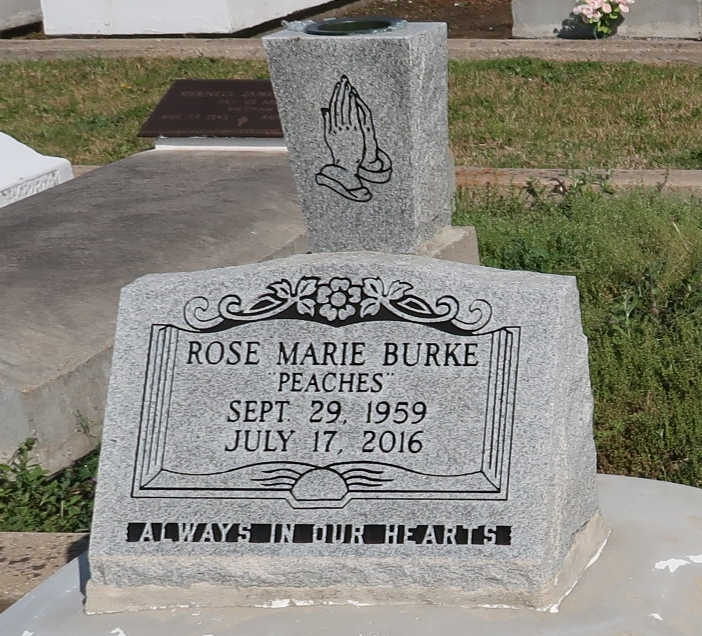 ROSE MARIE BURKE
"PEACHES"
SEPT. 29, 1959
JULY 17, 2016
ALWAYS IN OUR HEARTS